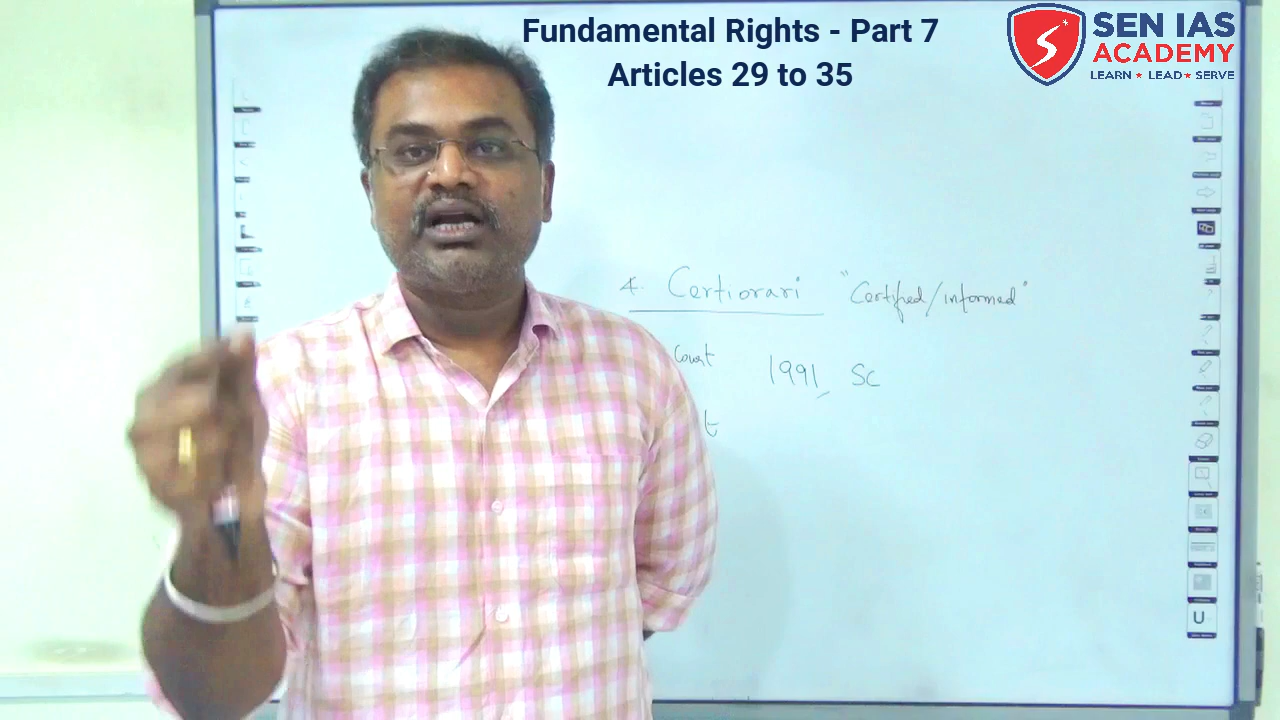 Fundamental Rights - Part 7
Articles 29 to 35
SEN IAS
ACADEMY
LEARN ★ LEAD ★ SERVE
4. Certiorari "Certified/informed"
Court 1991 SC
t
U